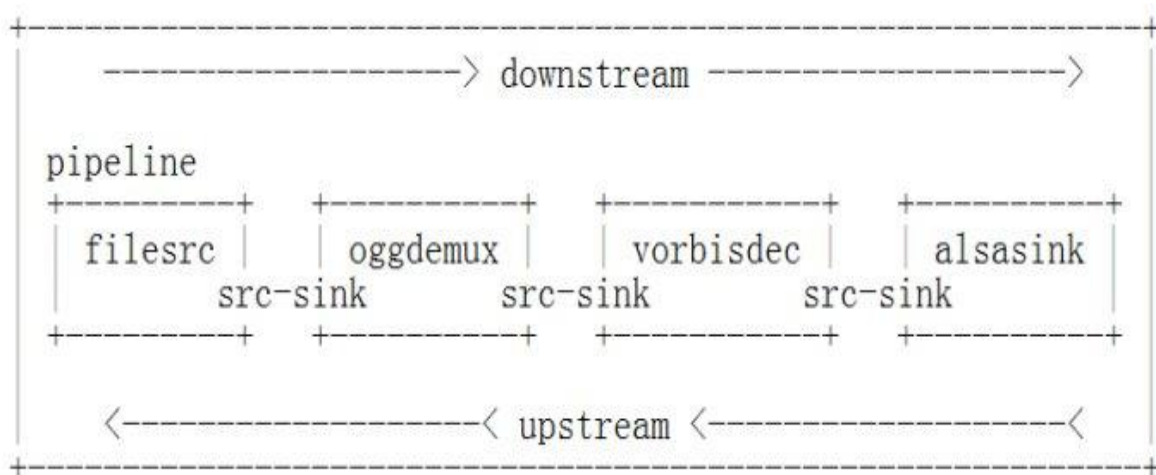 +------------------------------------------------------------+
-------------------> downstream ------------------->
pipeline
+---------+   +-----------+   +------------+   +-----------+
| filesrc |   | oggdemux |   | vorbisdec |   | alsasink |
src-sink   src-sink   src-sink
+---------+   +-----------+   +------------+   +-----------+
<-------------------< upstream <-------------------<
+------------------------------------------------------------+